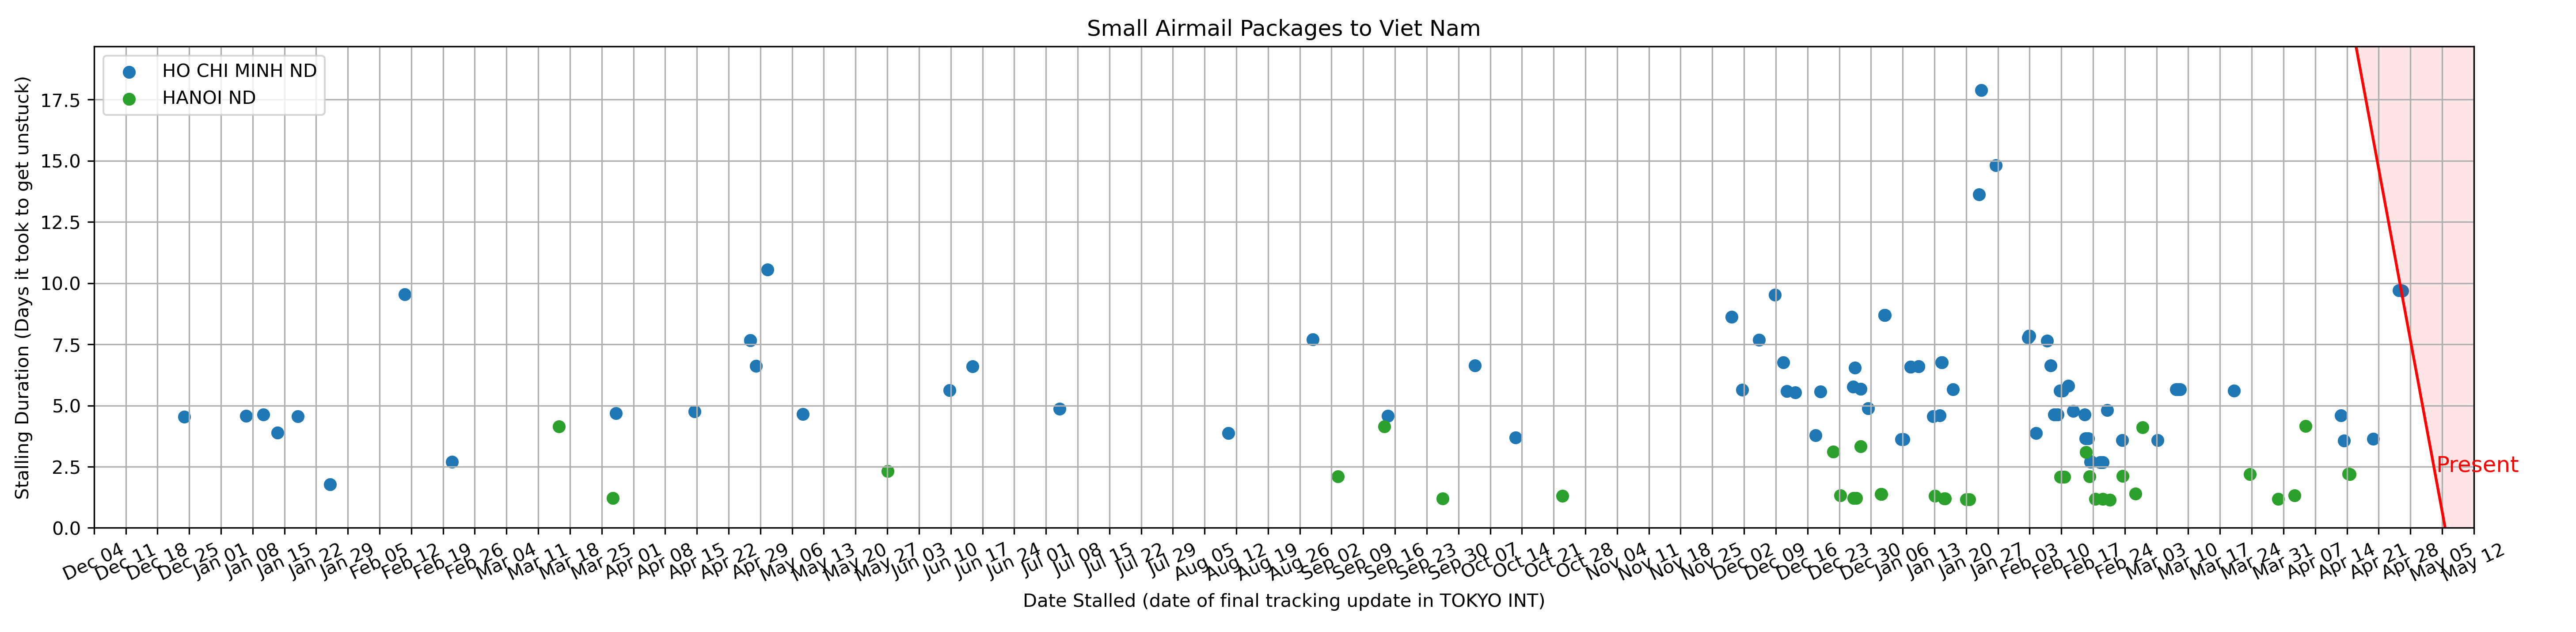 Small Airmail Packages to Viet Nam
HO CHI MINH ND
HANOI ND
Stalling Duration (Days it took to get unstuck)
17.5
15.0
12.5
10.0
7.5
5.0
2.5
0.0
Present
Dec 04
Dec 11
Dec 18
Dec 25
Jan 01
Jan 08
Jan 15
Jan 22
Jan 29
Feb 05
Feb 12
Feb 19
Feb 26
Mar 04
Mar 11
Mar 18
Mar 25
Apr 01
Apr 08
Apr 15
Apr 22
Apr 29
May 06
May 13
May 20
May 27
Jun 03
Jun 10
Jun 17
Jun 24
Jul 01
Jul 08
Jul 15
Jul 22
Jul 29
Aug 05
Aug 12
Aug 19
Aug 26
Sep 02
Sep 09
Sep 16
Sep 23
Sep 30
Oct 07
Oct 14
Oct 21
Oct 28
Nov 04
Nov 11
Nov 18
Nov 25
Dec 02
Dec 09
Dec 16
Dec 23
Dec 30
Jan 06
Jan 13
Jan 20
Jan 27
Feb 03
Feb 10
Feb 17
Feb 24
Mar 03
Mar 10
Mar 17
Mar 24
Mar 31
Apr 07
Apr 14
Apr 21
Apr 28
May 05
May 12
Date Stalled (date of final tracking update in TOKYO INT)